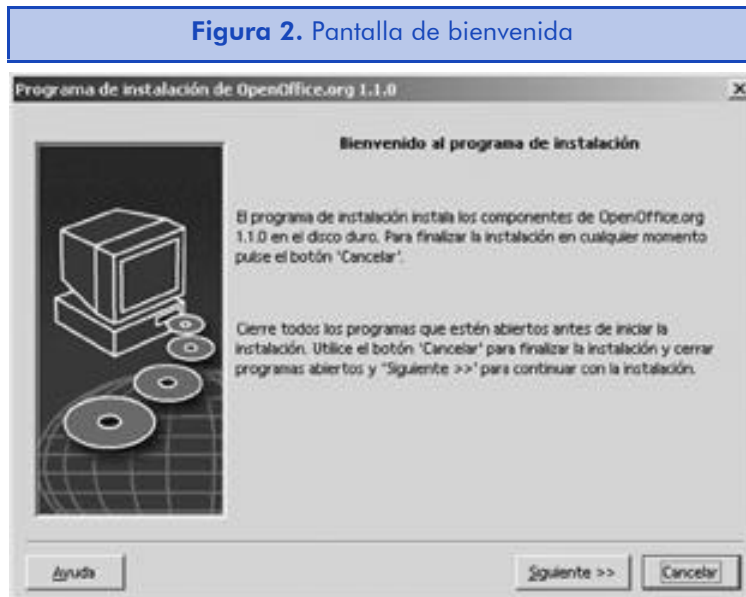 Figura 2. Pantalla de bienvenida
Programa de instalación de OpenOffice.org 1.1.0
Bienvenido al programa de instalación
El programa de instalación instala los componentes de OpenOffice.org
1.1.0 en el disco duro. Para finalizar la instalación en cualquier momento
pulse el botón 'Cancelar'.
Cierre todos los programas que estén abiertos antes de iniciar la
instalación. Utilice el botón 'Cancelar' para finalizar la instalación y cerrar
programas abiertos y "Siguiente >>' para continuar con la instalación.
Ayuda
Siguiente >>
Cancelar